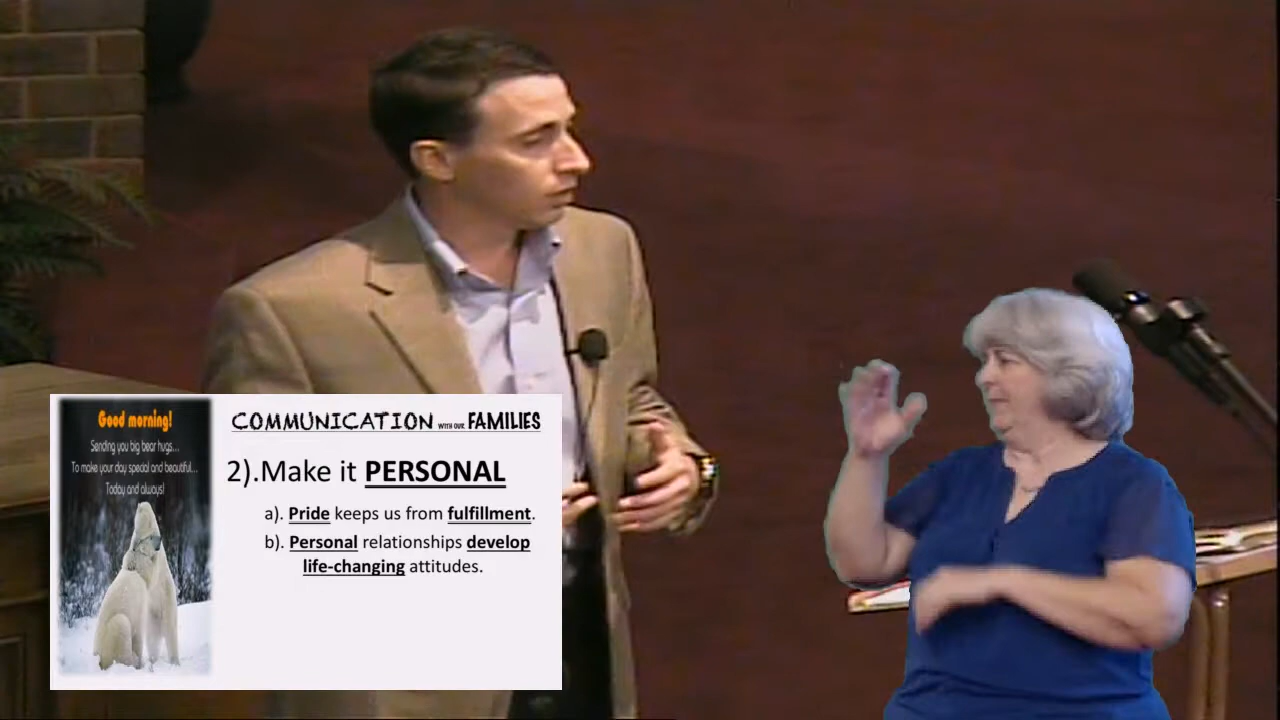 Good morning!
Sending you big bear hugs...
To make your day special and beautiful...
Today and always!
COMMUNICATION WITH OUR FAMILIES
2).Make it PERSONAL
a). Pride keeps us from fulfillment.
b). Personal relationships develop
life-changing attitudes.